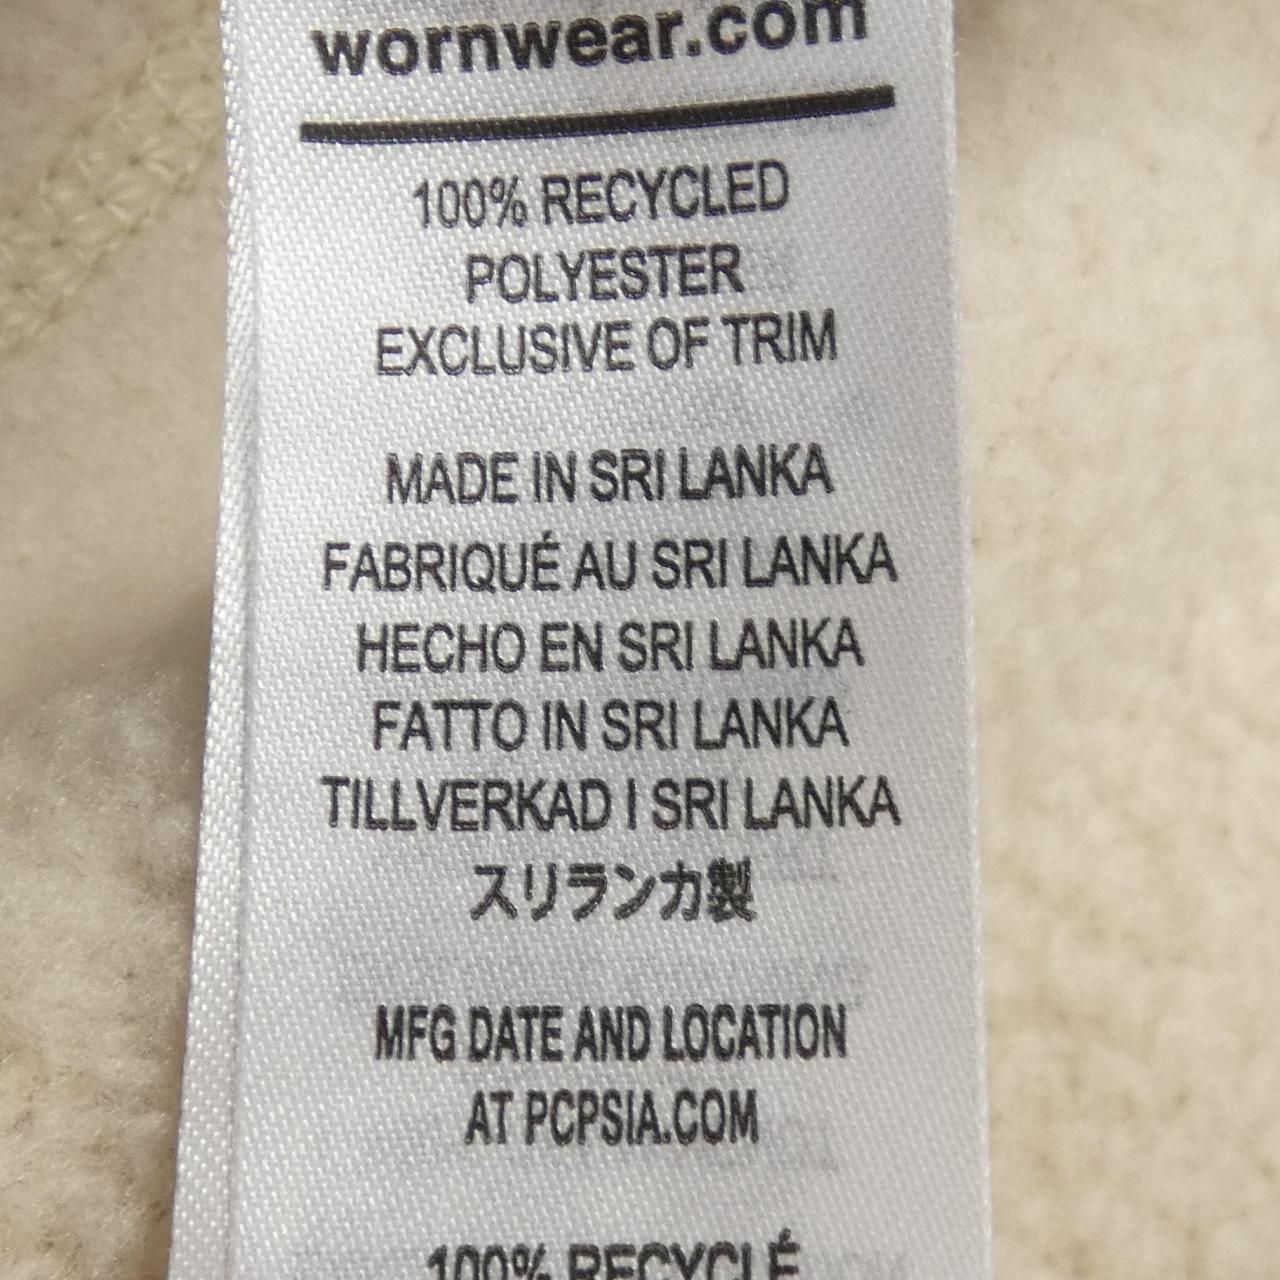 wornwear.com
100% RECYCLED
POLYESTER
EXCLUSIVE OF TRIM
MADE IN SRI LANKA
FABRIQUÉ AU SRI LANKA
HECHO EN SRI LANKA
FATTO IN SRI LANKA
TILLVERKAD I SRI LANKA
スリランカ製
MFG DATE AND LOCATION
AT PCPSIA.COM
100% RECYCLÉ